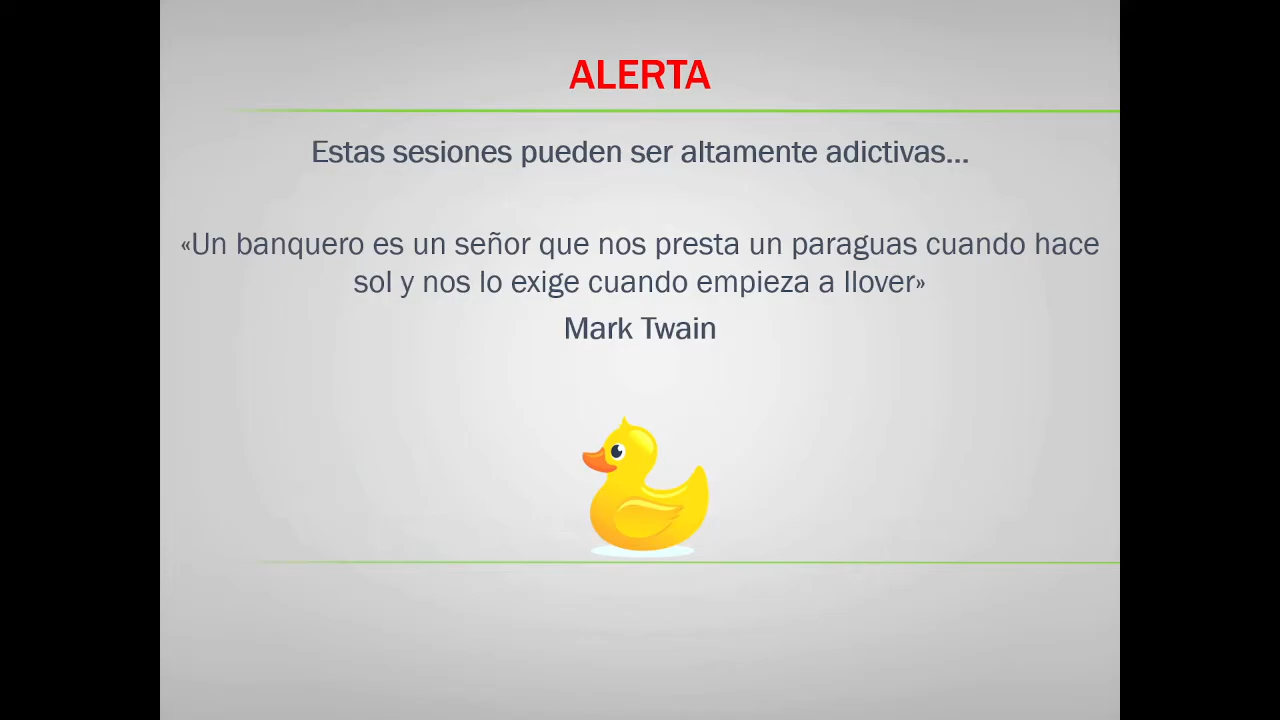 ALERTA
Estas sesiones pueden ser altamente adictivas...
«Un banquero es un señor que nos presta un paraguas cuando hace
sol y nos lo exige cuando empieza a llover»
Mark Twain